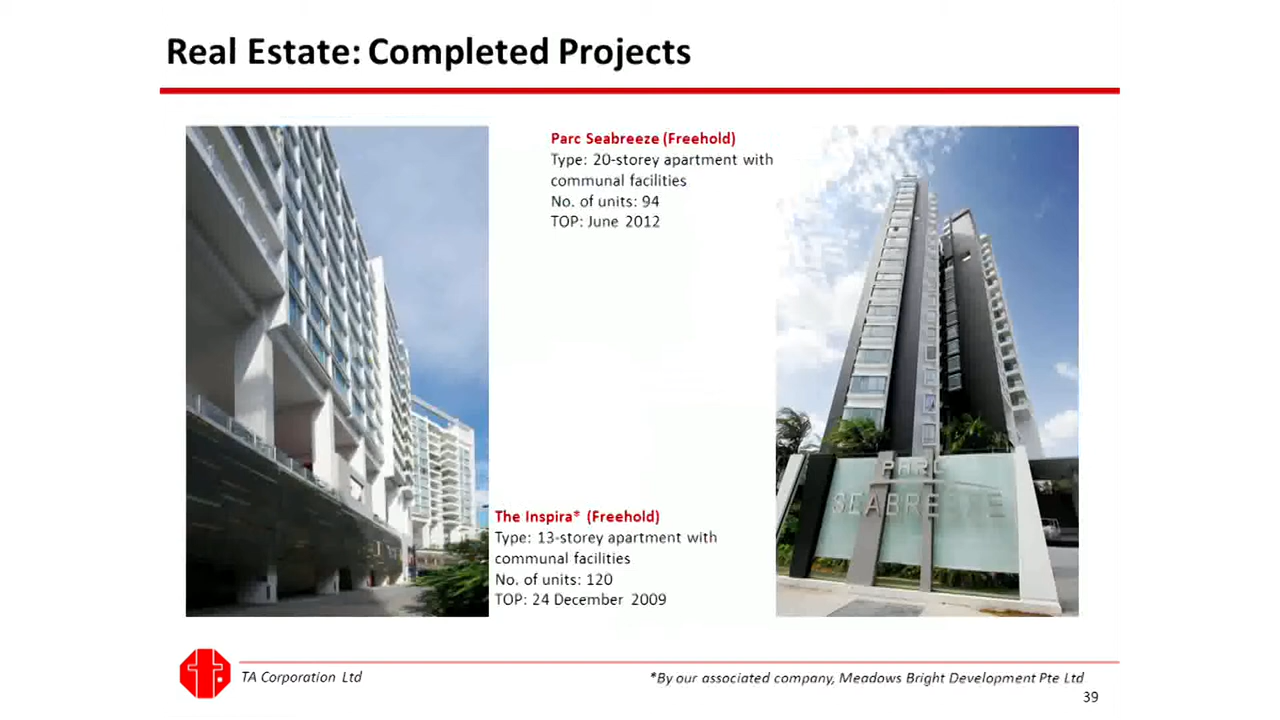 Real Estate: Completed Projects
Parc Seabreeze (Freehold)
Type: 20-storey apartment with
communal facilities
No. of units: 94
TOP: June 2012
PARC
SEABREEZE
The Inspira* (Freehold)
Type: 13-storey apartment with
communal facilities
No. of units: 120
TOP: 24 December 2009
TA Corporation Ltd
*By our associated company, Meadows Bright Development Pte Ltd
39